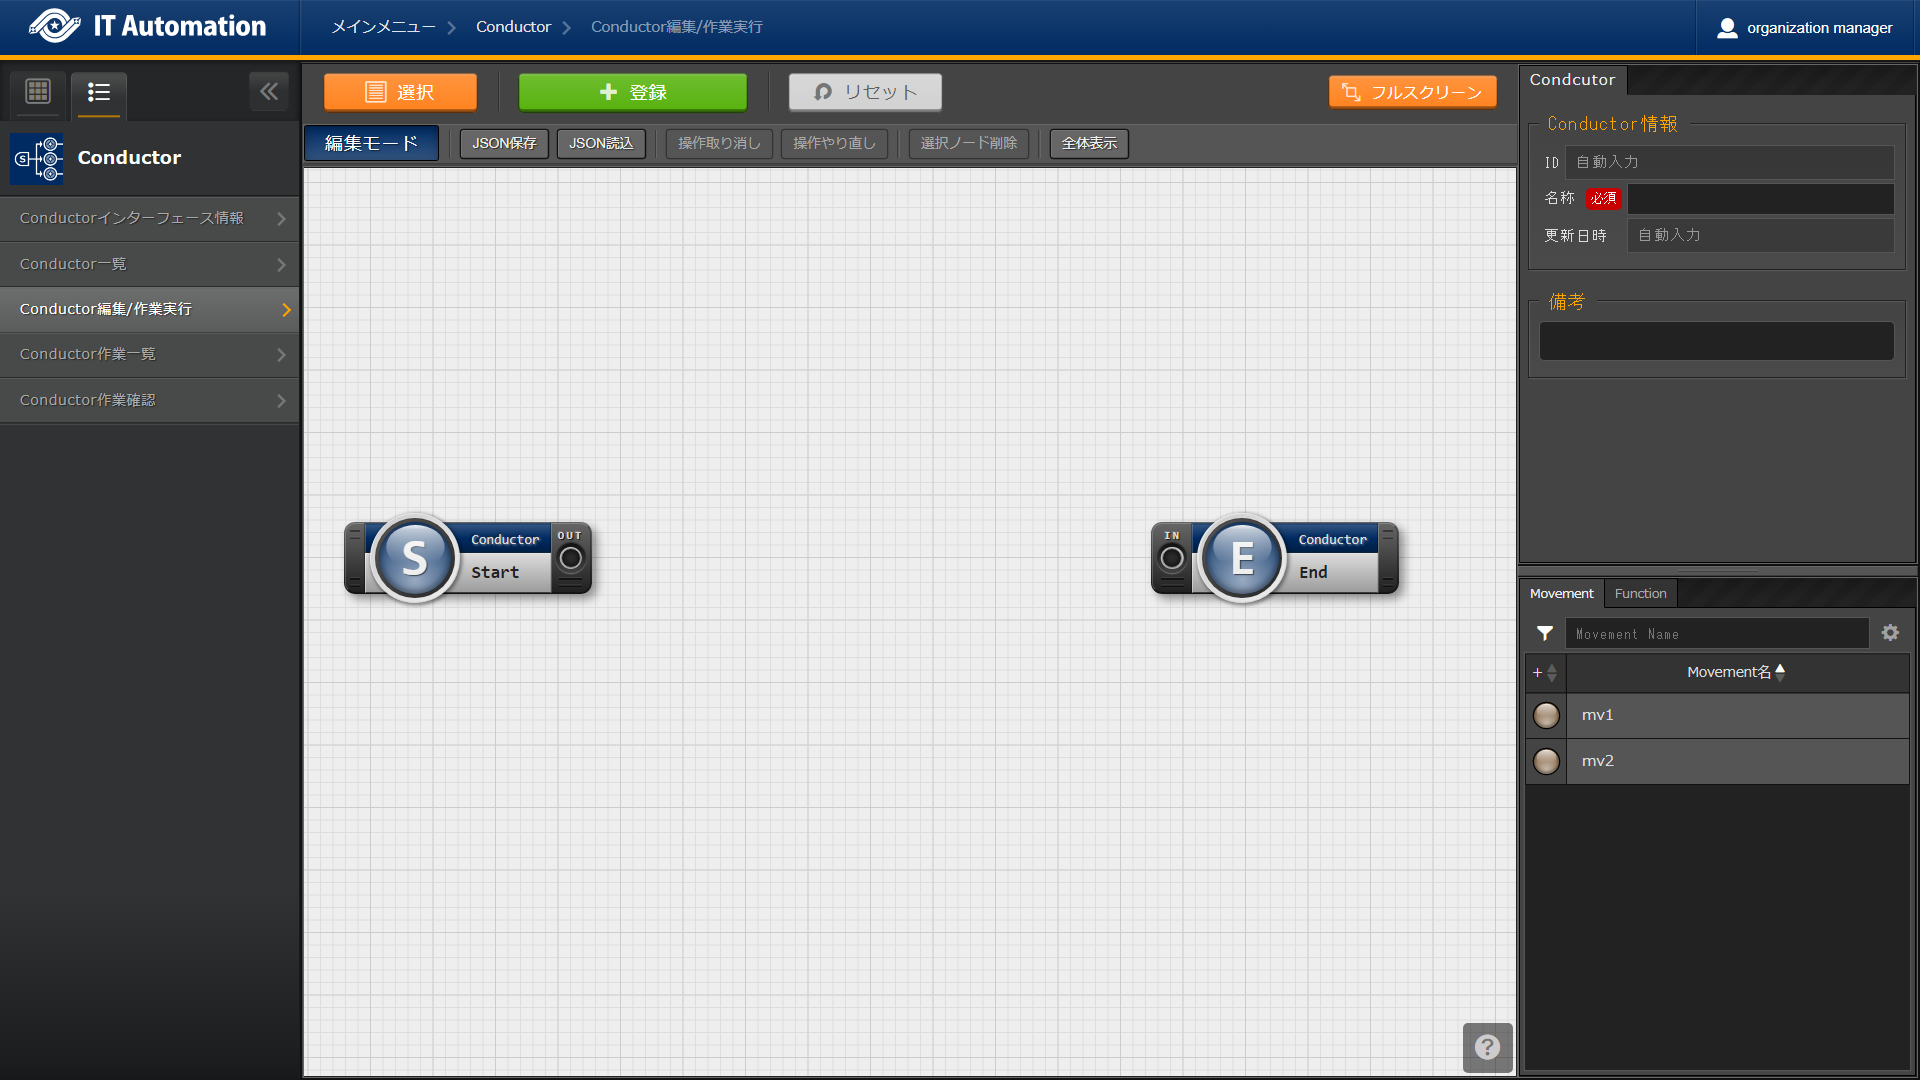 IT Automation
メインメニュー
Conductor
Conductor編集/作業実行
organization manager
Conductor
Conductorインターフェース情報
Conductor一覧
Conductor編集/作業実行
Conductor作業一覧
Conductor作業確認
選択
登録
リセット
フルスクリーン
編集モード
JSON保存
JSON読込
操作取り消し
操作やり直し
選択ノード削除
全体表示
S
Conductor
Start
OUT
IN
E
Conductor
End
?
Condcutor
Conductor情報
ID 自動入力
名称 必須
更新日時 自動入力
備考
Movement
Function
Movement Name
+
Movement名
mv1
mv2